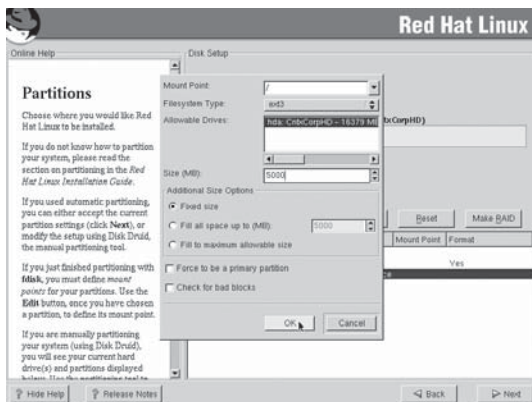 Red Hat Linux
Online Help
Disk Setup
Partitions
Choose where you would like Red
Hat Linux to be installed.
If you do not know how to partition
your system, please read the
section on partitioning in the Red
Hat Linux Installation Guide.
If you used automatic partitioning,
you can either accept the current
partition settings (click Next), or
modify the setup using Disk Druid,
the manual partitioning tool.
If you just finished partitioning with
fdisk, you must define mount
points for your partitions. Use the
Edit button, once you have chosen
a partition, to define its mount point.
If you are manually partitioning
your system (using Disk Druid),
you will see your current hard
drive(s) and partitions displayed
below. Use the partitioning tool to
Mount Point: /
Filesystem Type: ext3
Allowable Drives: hda: CntxCorpHD - 16379 MB
Size (MB): 5000
Additional Size Options
Fixed size
Fill all space up to (MB): 5000
Fill to maximum allowable size
Force to be a primary partition
Check for bad blocks
OK Cancel
txCorpHD)
Reset Make RAID
Mount Point Format
Yes
Hide Help Release Notes Back Next